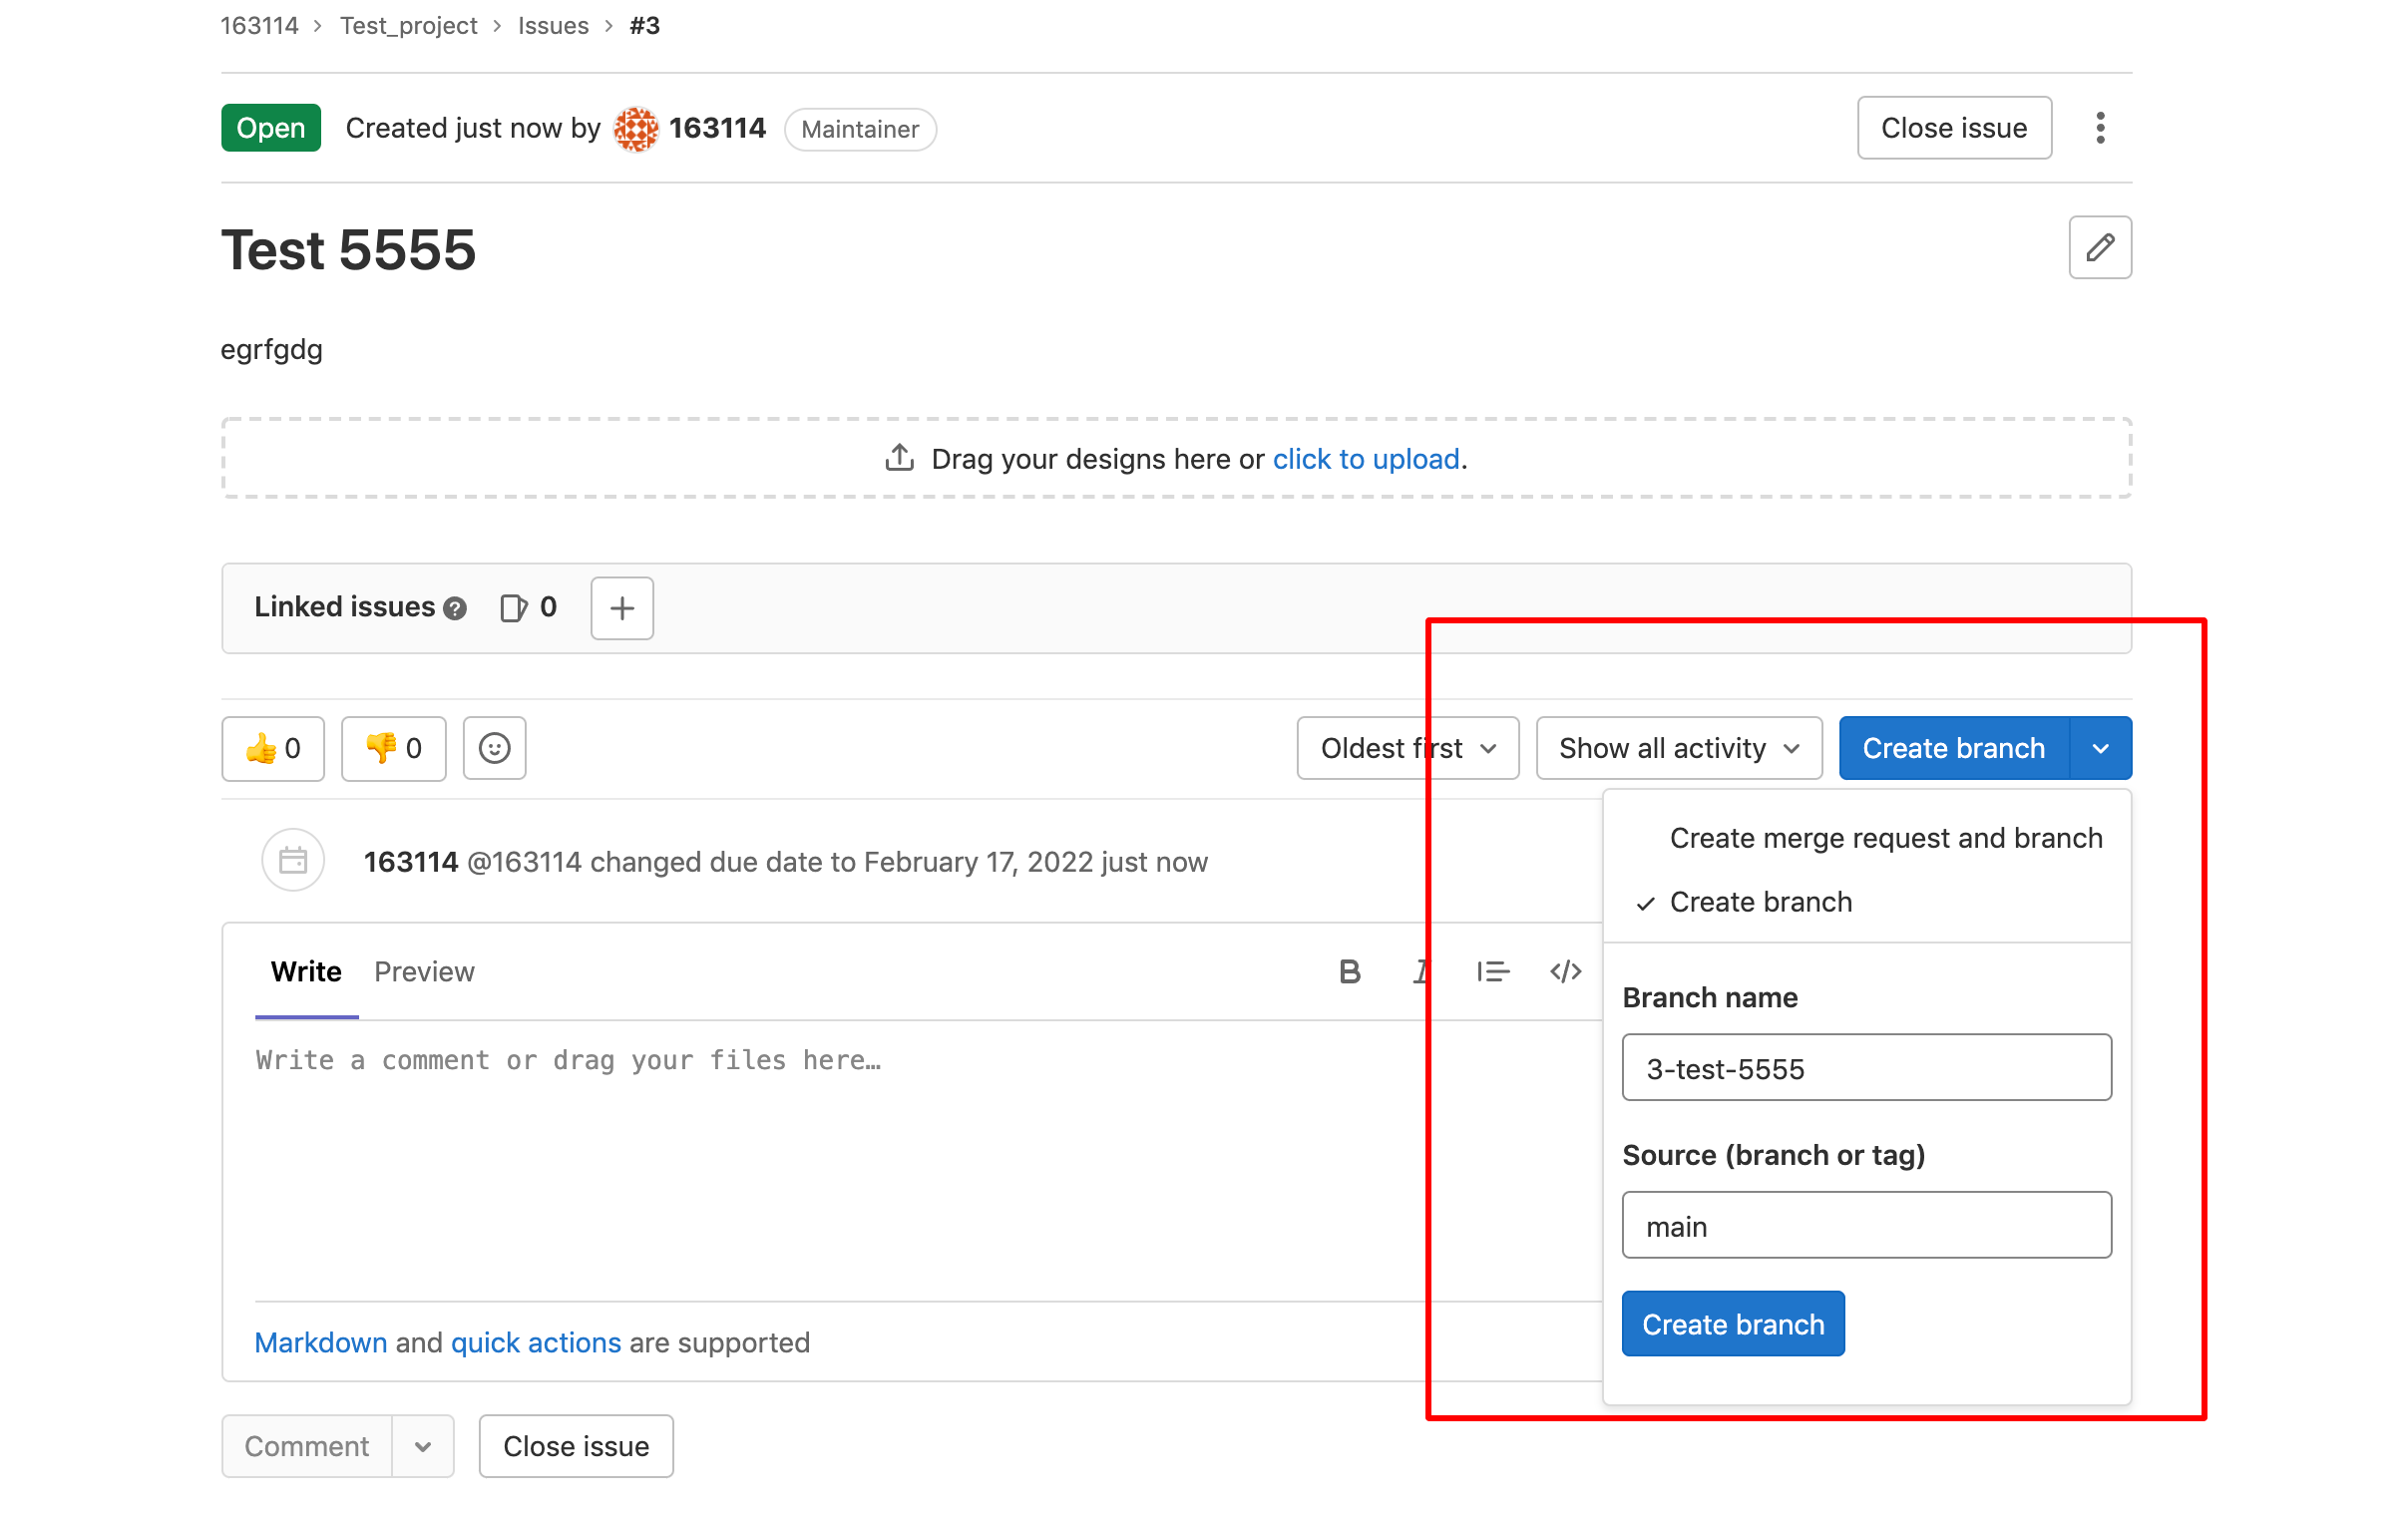 163114 > Test_project > Issues > #3
Open Created just now by 163114 Maintainer Close issue
Test 5555
egrfgdg
Drag your designs here or click to upload.
Linked issues ? 0
👍 0 👎 0 Oldest first Show all activity Create branch
Create merge request and branch
✓ Create branch
163114 @163114 changed due date to February 17, 2022 just now
Branch name
3-test-5555
Source (branch or tag)
main
Create branch
Write Preview B I </>
Write a comment or drag your files here…
Markdown and quick actions are supported
Comment Close issue